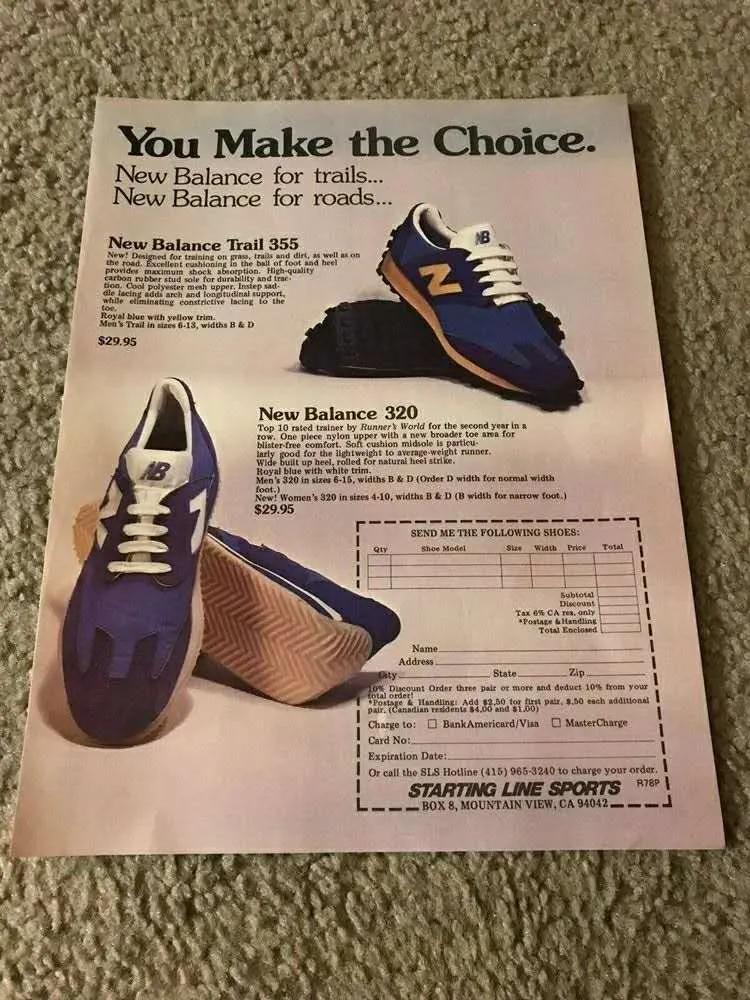 You Make the Choice.
New Balance for trails...
New Balance for roads...
New Balance Trail 355
New! Designed for training on grass, trails and dirt, as well as on
the road. Excellent cushioning in the ball of foot and heel
provides maximum shock absorption. High-quality
carbon rubber stud sole for durability and trac-
tion. Cool polyester mesh upper. Instep sad-
dle lacing adds arch and longitudinal support,
while eliminating constrictive lacing to the
toe.
Royal blue with yellow trim.
Men's Trail in sizes 6-13, widths B & D
$29.95
NB
N
New Balance 320
Top 10 rated trainer by Runner's World for the second year in a
row. One piece nylon upper with a new broader toe area for
blister-free comfort. Soft cushion midsole is particu-
larly good for the lightweight to average-weight runner.
Wide built up heel, rolled for natural heel strike.
Royal blue with white trim.
Men's 320 in sizes 6-15, widths B & D (Order D width for normal width
foot.)
New! Women's 320 in sizes 4-10, widths B & D (B width for narrow foot.)
$29.95
NB
SEND ME THE FOLLOWING SHOES:
Qty Shoe Model Size Width Price Total
Subtotal
Discount
Tax 6% CA res. only
*Postage & Handling
Total Enclosed
Name
Address
City State Zip
10% Discount Order three pair or more and deduct 10% from your
total order!
*Postage & Handling: Add $2.50 for first pair, $.50 each additional
pair. (Canadian residents $4.00 and $1.00)
Charge to: ☐ BankAmericard/Visa ☐ MasterCharge
Card No:
Expiration Date:
Or call the SLS Hotline (415) 965-3240 to charge your order.
STARTING LINE SPORTS R78P
BOX 8, MOUNTAIN VIEW, CA 94042